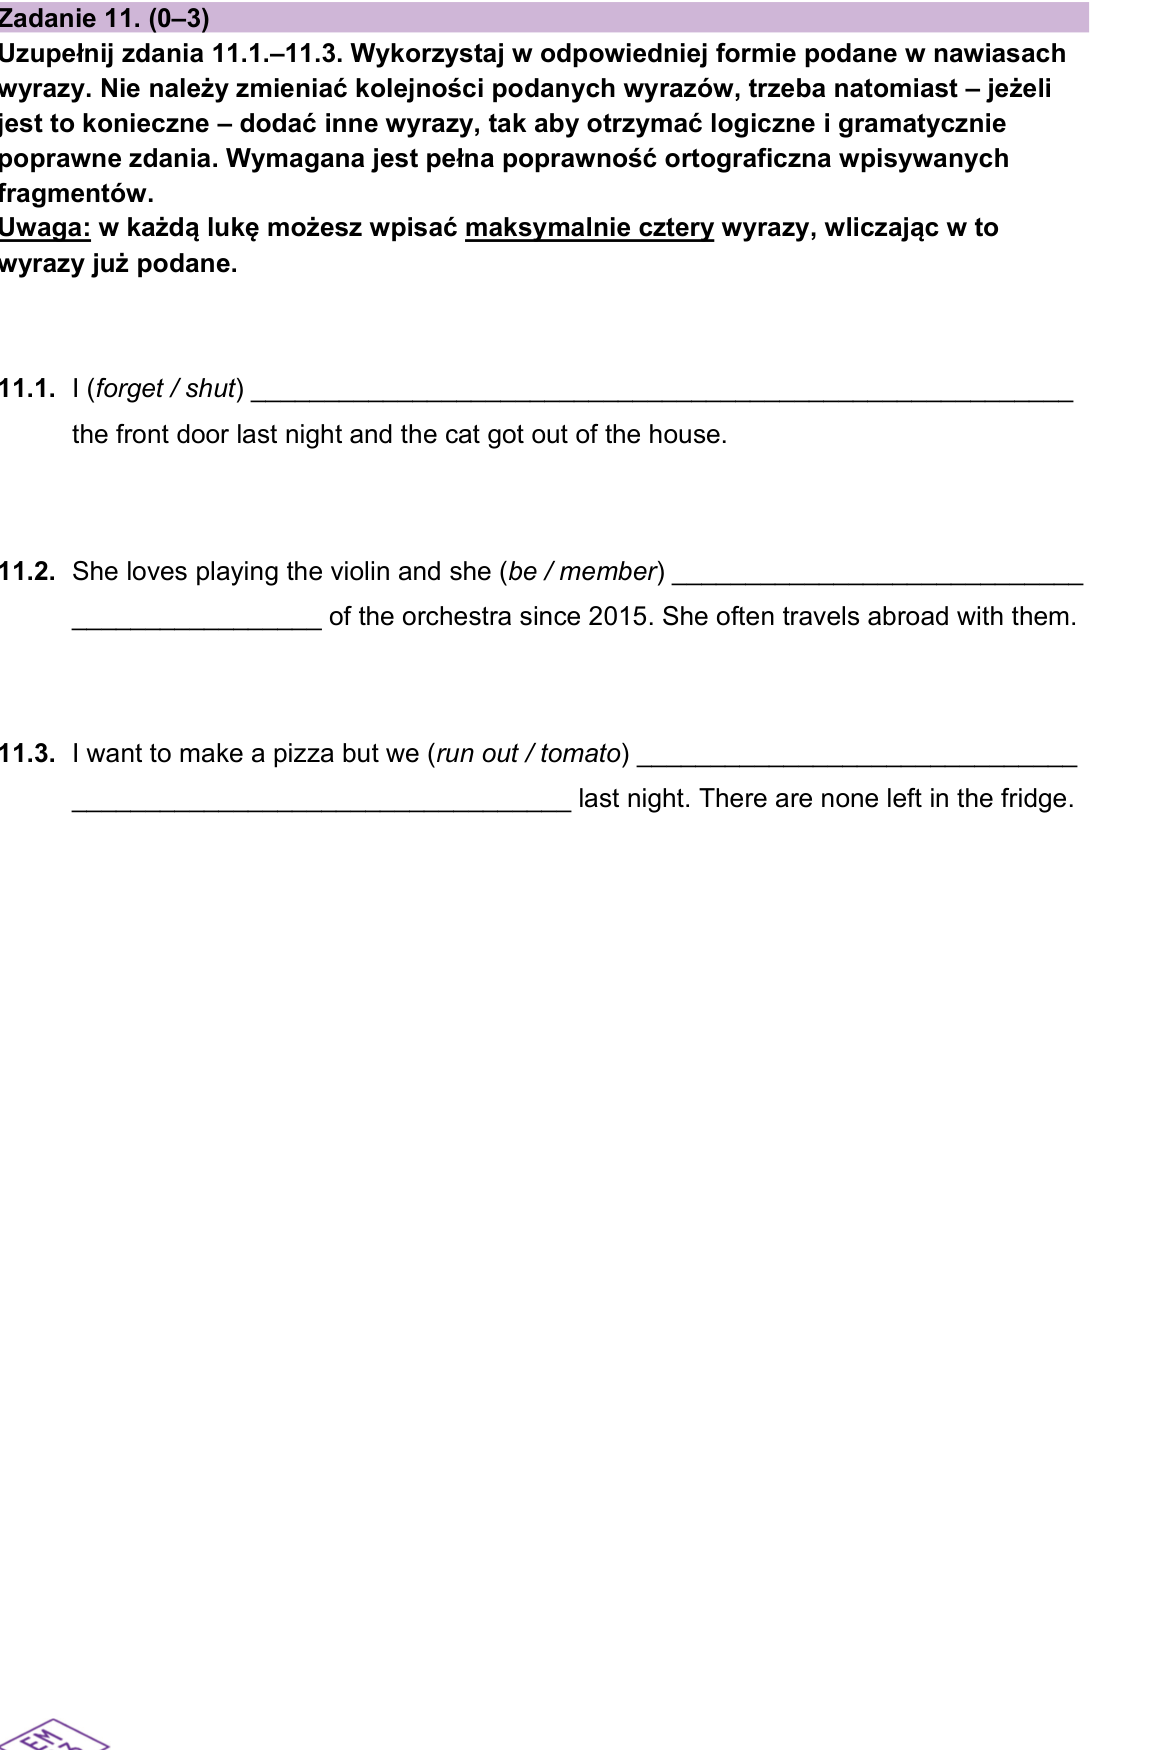 Zadanie 11. (0–3)
Uzupełnij zdania 11.1.–11.3. Wykorzystaj w odpowiedniej formie podane w nawiasach
wyrazy. Nie należy zmieniać kolejności podanych wyrazów, trzeba natomiast – jeżeli
jest to konieczne – dodać inne wyrazy, tak aby otrzymać logiczne i gramatycznie
poprawne zdania. Wymagana jest pełna poprawność ortograficzna wpisywanych
fragmentów.
Uwaga: w każdą lukę możesz wpisać maksymalnie cztery wyrazy, wliczając w to
wyrazy już podane.
11.1. I (forget / shut) ______________________________
the front door last night and the cat got out of the house.
11.2. She loves playing the violin and she (be / member) ______________________________
_________________ of the orchestra since 2015. She often travels abroad with them.
11.3. I want to make a pizza but we (run out / tomato) ______________________________
__________________________________ last night. There are none left in the fridge.